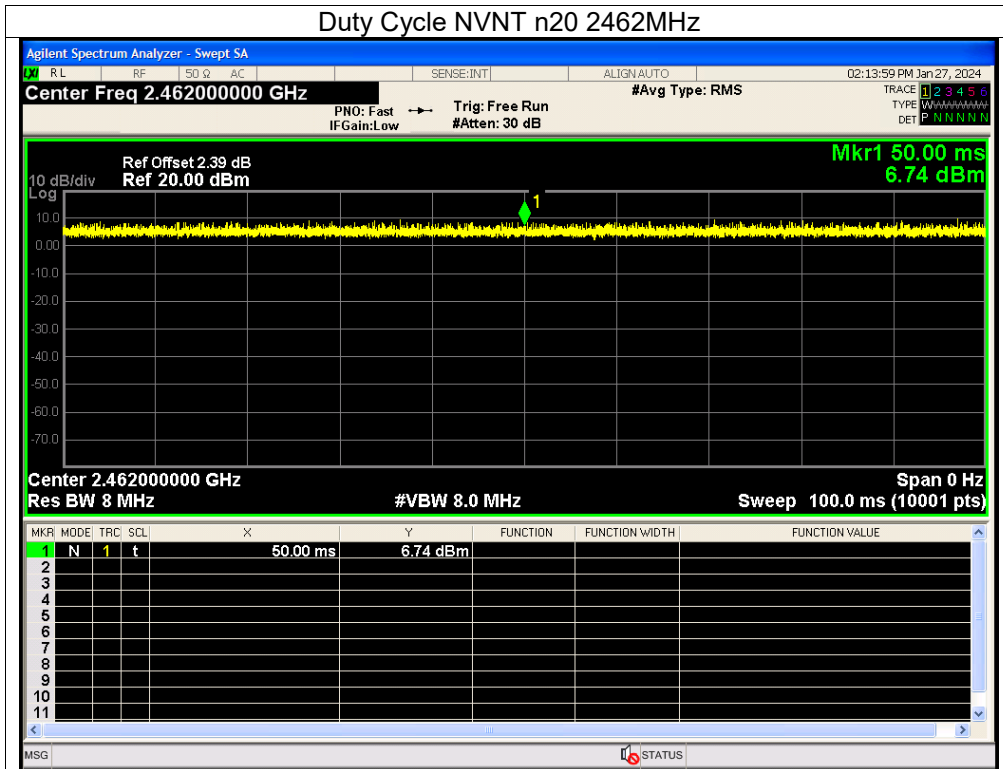 Duty Cycle NVNT n20 2462MHz
Agilent Spectrum Analyzer - Swept SA
LXI RL RF 50 Ω AC SENSE:INT ALIGN AUTO 02:13:59 PM Jan 27, 2024
Center Freq 2.462000000 GHz #Avg Type: RMS TRACE 1 2 3 4 5 6
PNO: Fast Trig: Free Run TYPE WWWWWW
IFGain:Low #Atten: 30 dB DET P N N N N N
Mkr1 50.00 ms
Ref Offset 2.39 dB
10 dB/div Ref 20.00 dBm 6.74 dBm
Log
1
10.0
0.00
-10.0
-20.0
-30.0
-40.0
-50.0
-60.0
-70.0
Center 2.462000000 GHz Span 0 Hz
Res BW 8 MHz #VBW 8.0 MHz Sweep 100.0 ms (10001 pts)
MKR MODE TRC SCL X Y FUNCTION FUNCTION WIDTH FUNCTION VALUE
1 N 1 t 50.00 ms 6.74 dBm
2
3
4
5
6
7
8
9
10
11
MSG STATUS